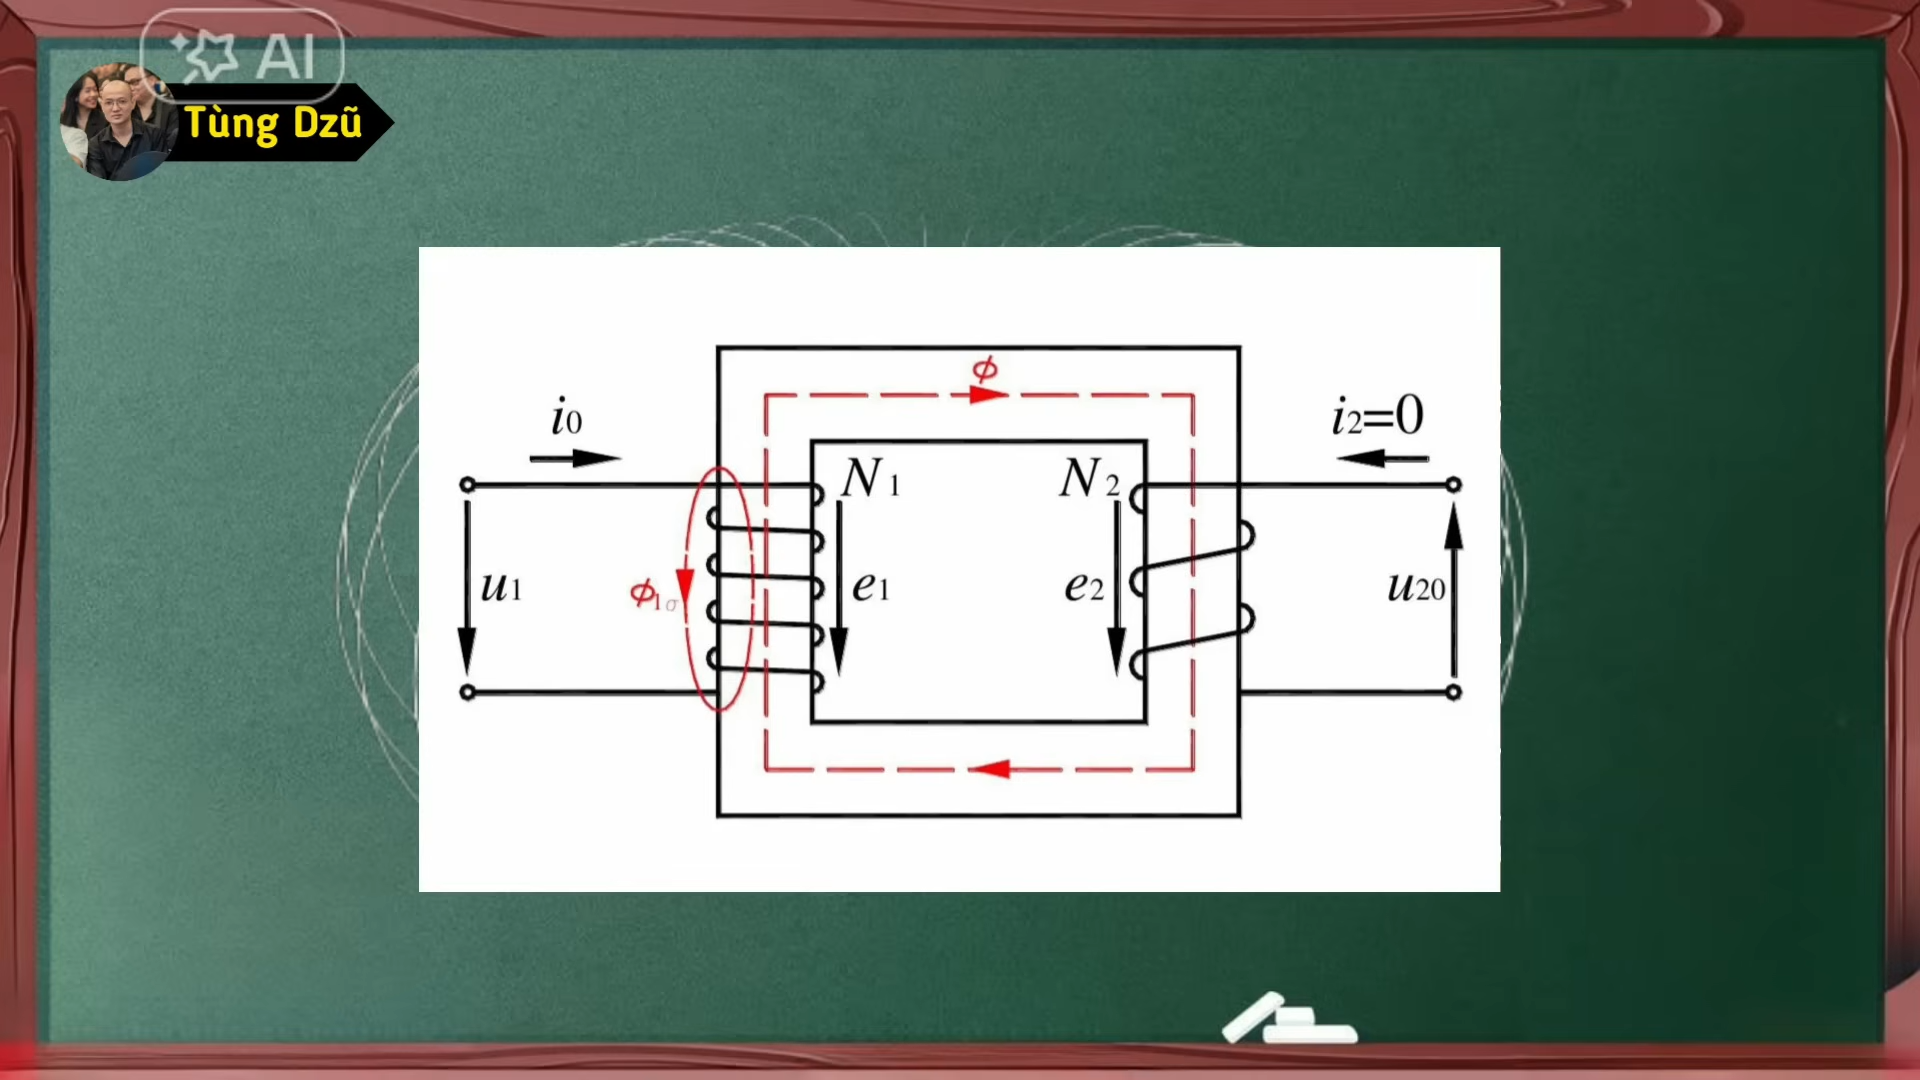 AI
Tùng Dzũ
ϕ
i0
i2=0
N1
N2
ϕ1σ
u1
e1
e2
u20